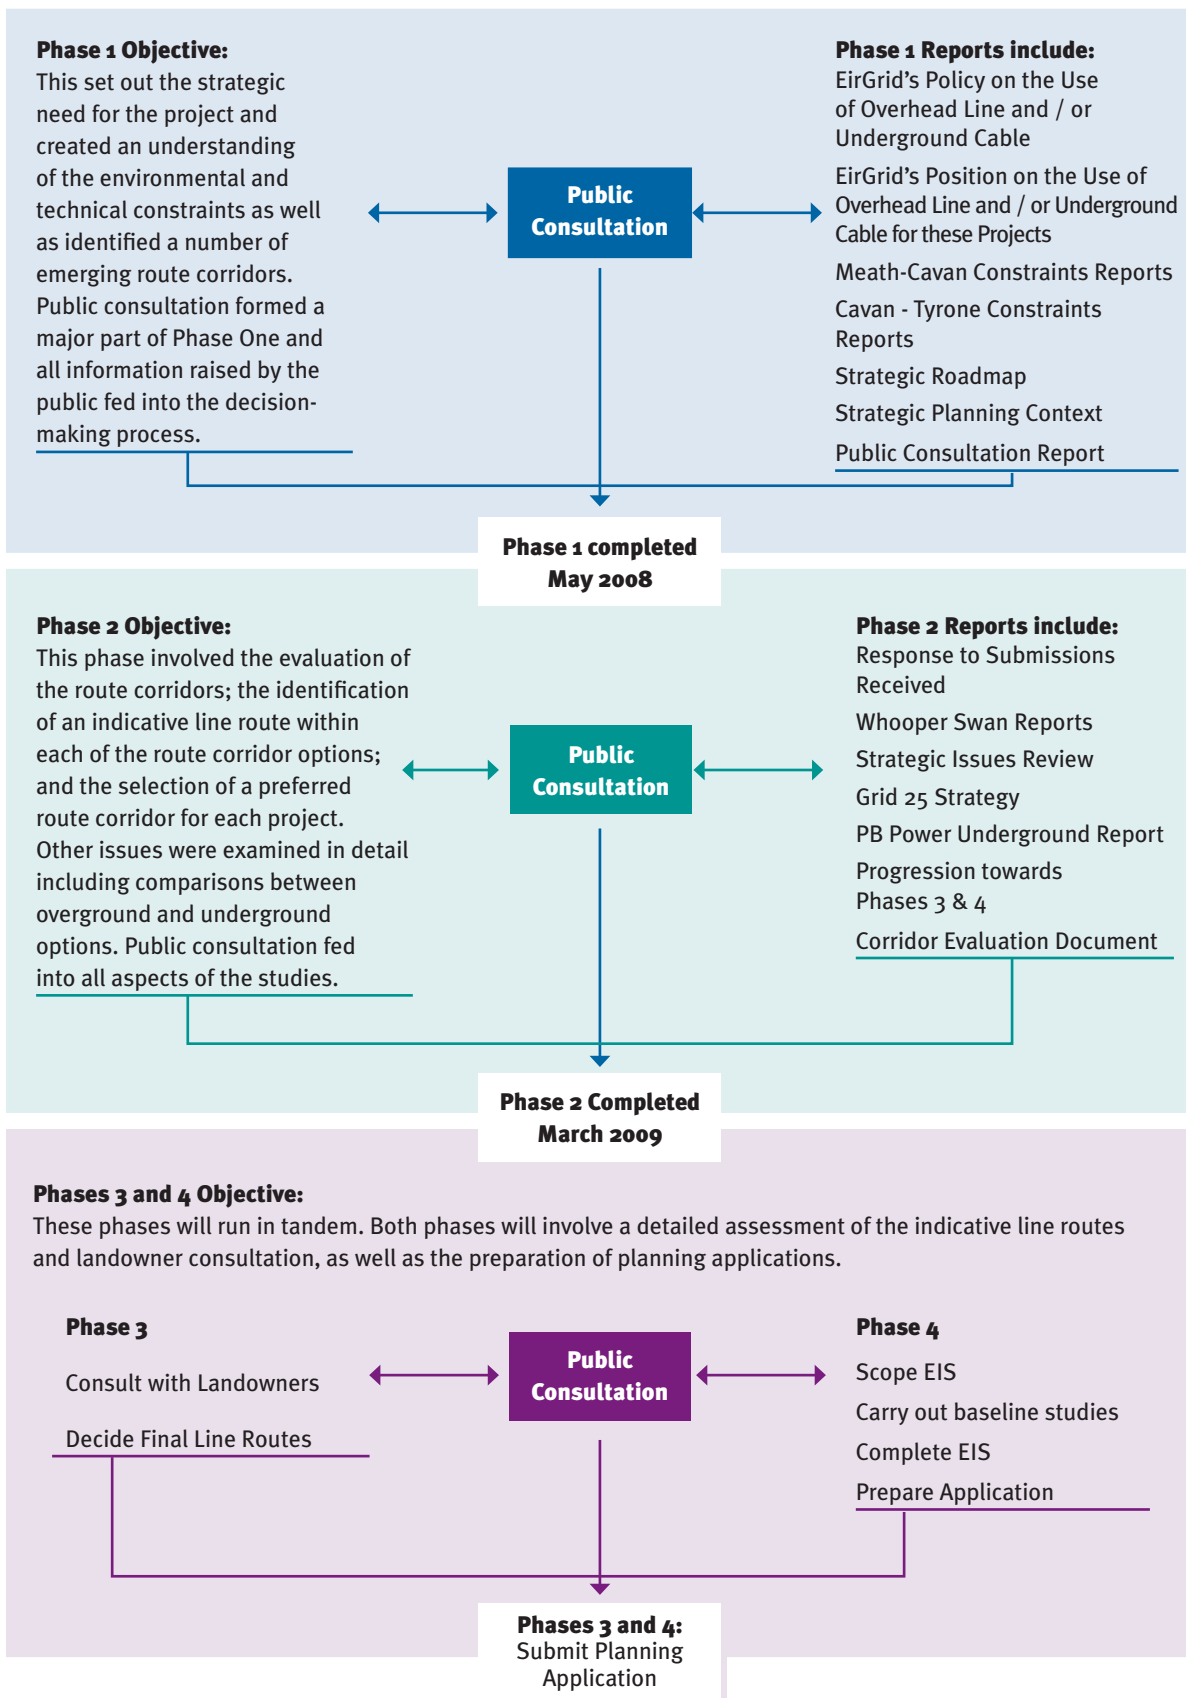 Phase 1 Objective:
This set out the strategic
need for the project and
created an understanding
of the environmental and
technical constraints as well
as identified a number of
emerging route corridors.
Public consultation formed a
major part of Phase One and
all information raised by the
public fed into the decision-
making process.
Public
Consultation
Phase 1 Reports include:
EirGrid's Policy on the Use
of Overhead Line and / or
Underground Cable
EirGrid's Position on the Use of
Overhead Line and / or Underground
Cable for these Projects
Meath-Cavan Constraints Reports
Cavan - Tyrone Constraints
Reports
Strategic Roadmap
Strategic Planning Context
Public Consultation Report
Phase 1 completed
May 2008
Phase 2 Objective:
This phase involved the evaluation of
the route corridors; the identification
of an indicative line route within
each of the route corridor options;
and the selection of a preferred
route corridor for each project.
Other issues were examined in detail
including comparisons between
overground and underground
options. Public consultation fed
into all aspects of the studies.
Public
Consultation
Phase 2 Reports include:
Response to Submissions
Received
Whooper Swan Reports
Strategic Issues Review
Grid 25 Strategy
PB Power Underground Report
Progression towards
Phases 3 & 4
Corridor Evaluation Document
Phase 2 Completed
March 2009
Phases 3 and 4 Objective:
These phases will run in tandem. Both phases will involve a detailed assessment of the indicative line routes
and landowner consultation, as well as the preparation of planning applications.
Phase 3
Consult with Landowners
Decide Final Line Routes
Public
Consultation
Phase 4
Scope EIS
Carry out baseline studies
Complete EIS
Prepare Application
Phases 3 and 4:
Submit Planning
Application